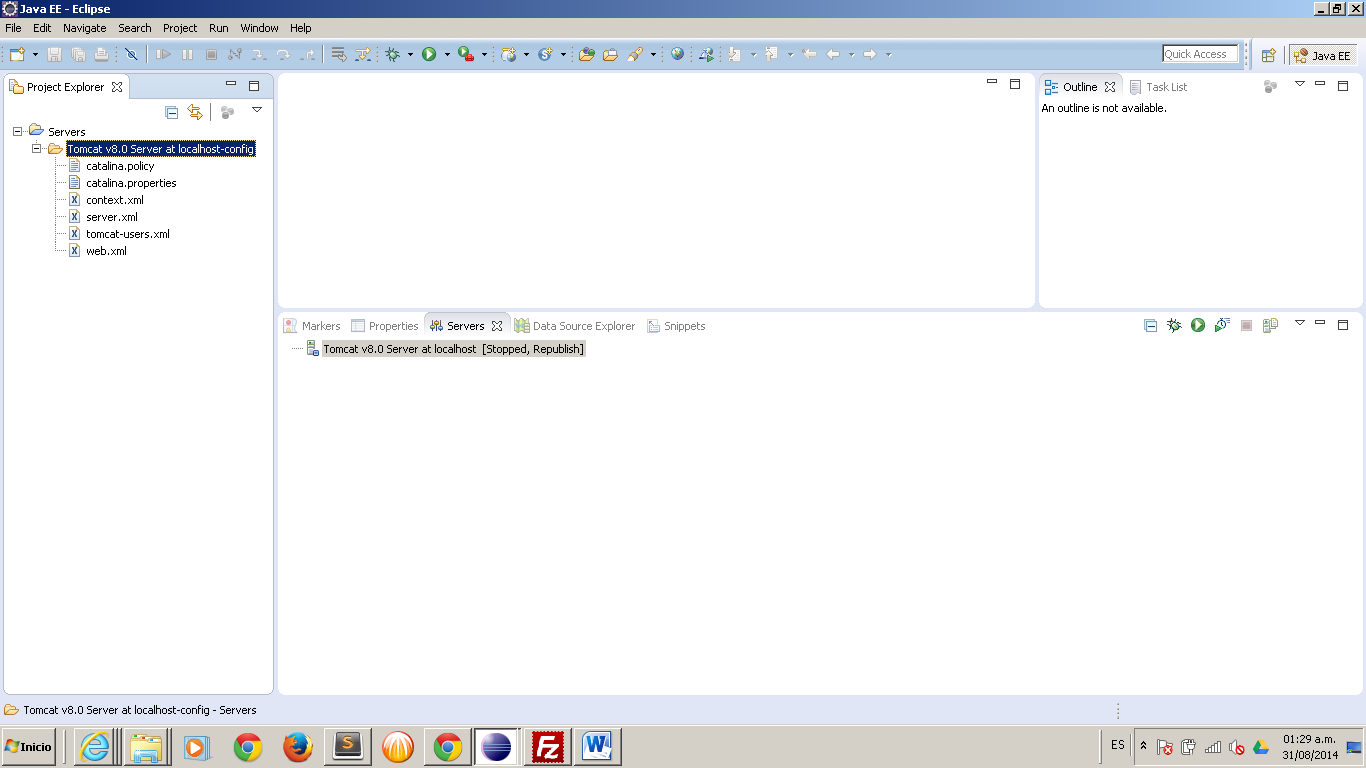 Java EE - Eclipse
File Edit Navigate Search Project Run Window Help
Quick Access
Java EE
Project Explorer
Servers
Tomcat v8.0 Server at localhost-config
catalina.policy
catalina.properties
context.xml
server.xml
tomcat-users.xml
web.xml
Outline Task List
An outline is not available.
Markers Properties Servers Data Source Explorer Snippets
Tomcat v8.0 Server at localhost [Stopped, Republish]
Tomcat v8.0 Server at localhost-config - Servers
Inicio
ES
01:29 a.m.
31/08/2014